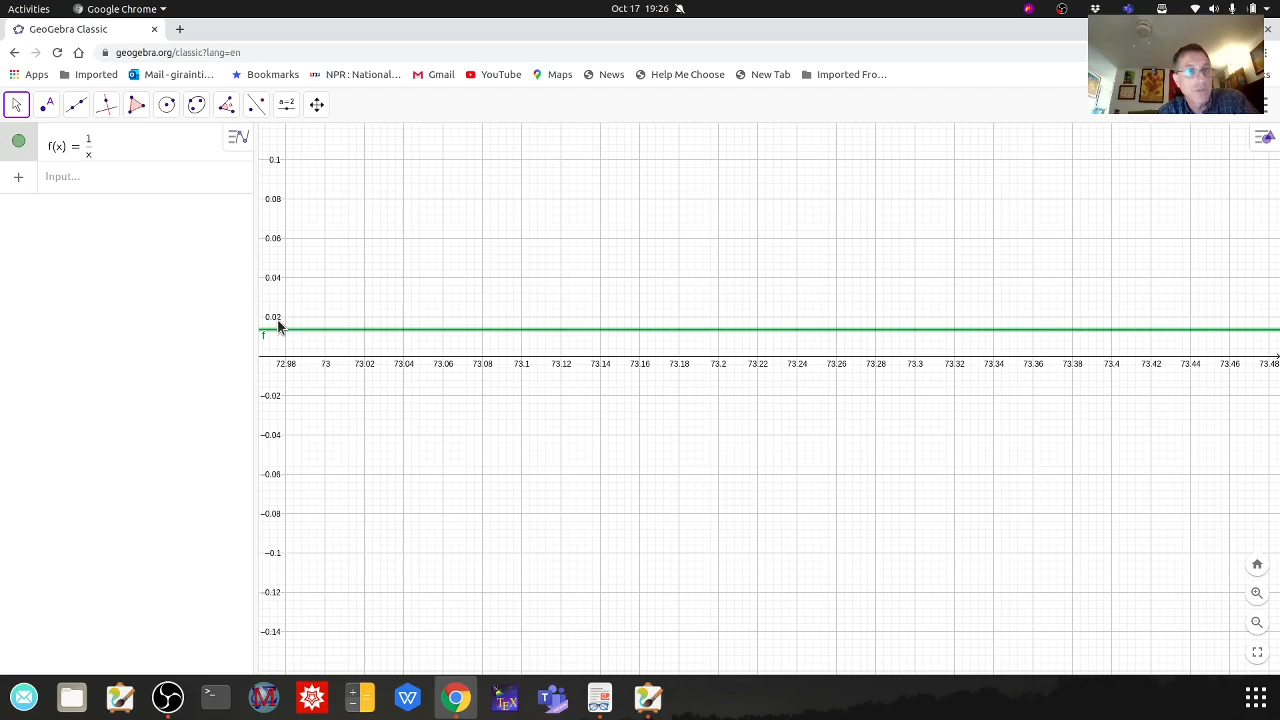 Activities
Google Chrome
Oct 17 19:26
GeoGebra Classic
geogebra.org/classic?lang=en
Apps Imported Mail - girainti… Bookmarks NPR : National… Gmail YouTube Maps News Help Me Choose New Tab Imported Fro…
a=2
f(x) = 1/x
Input...
0.1
0.08
0.06
0.04
0.02
f
72.98 73 73.02 73.04 73.06 73.08 73.1 73.12 73.14 73.16 73.18 73.2 73.22 73.24 73.26 73.28 73.3 73.32 73.34 73.36 73.38 73.4 73.42 73.44 73.46 73.48
−0.02
−0.04
−0.06
−0.08
−0.1
−0.12
−0.14
>_
TEX